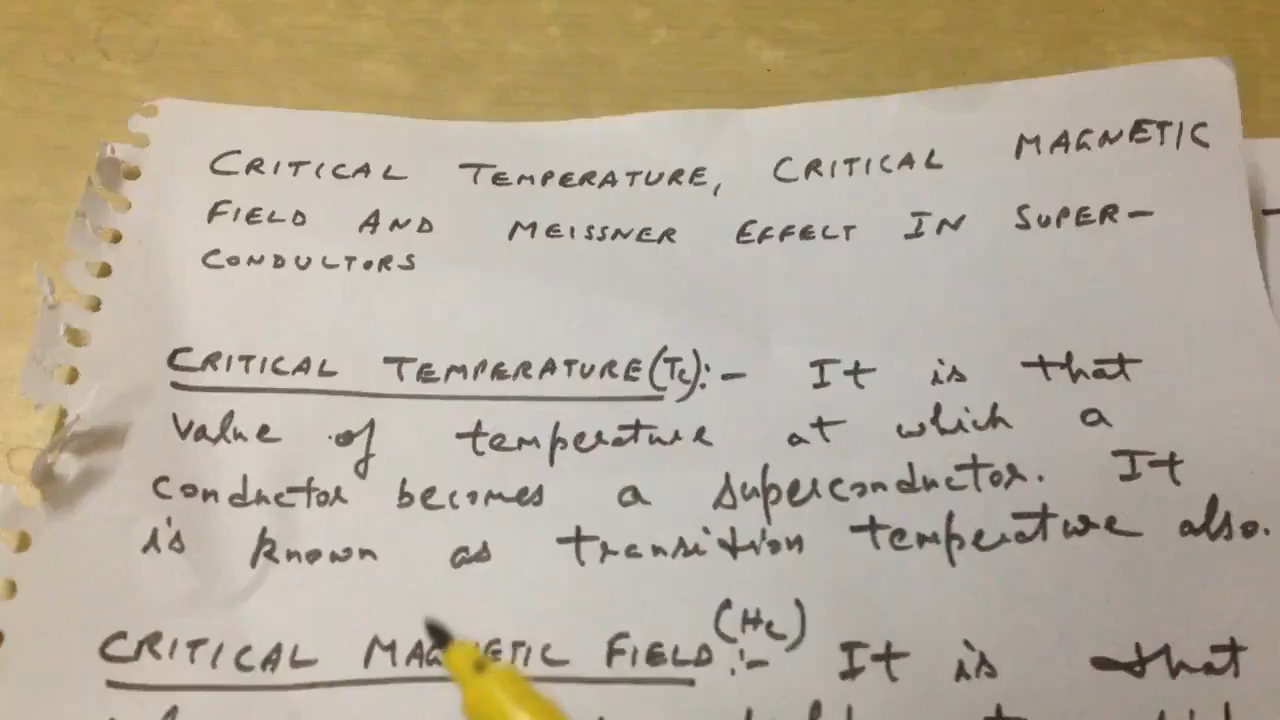 CRITICAL TEMPERATURE, CRITICAL MAGNETIC
FIELD AND MEISSNER EFFECT IN SUPER-
CONDUCTORS
CRITICAL TEMPERATURE(Tc):- It is that
value of temperature at which a
conductor becomes a superconductor. It
is known as transition temperature also.
CRITICAL MAGNETIC FIELD (Hc) :- It is that